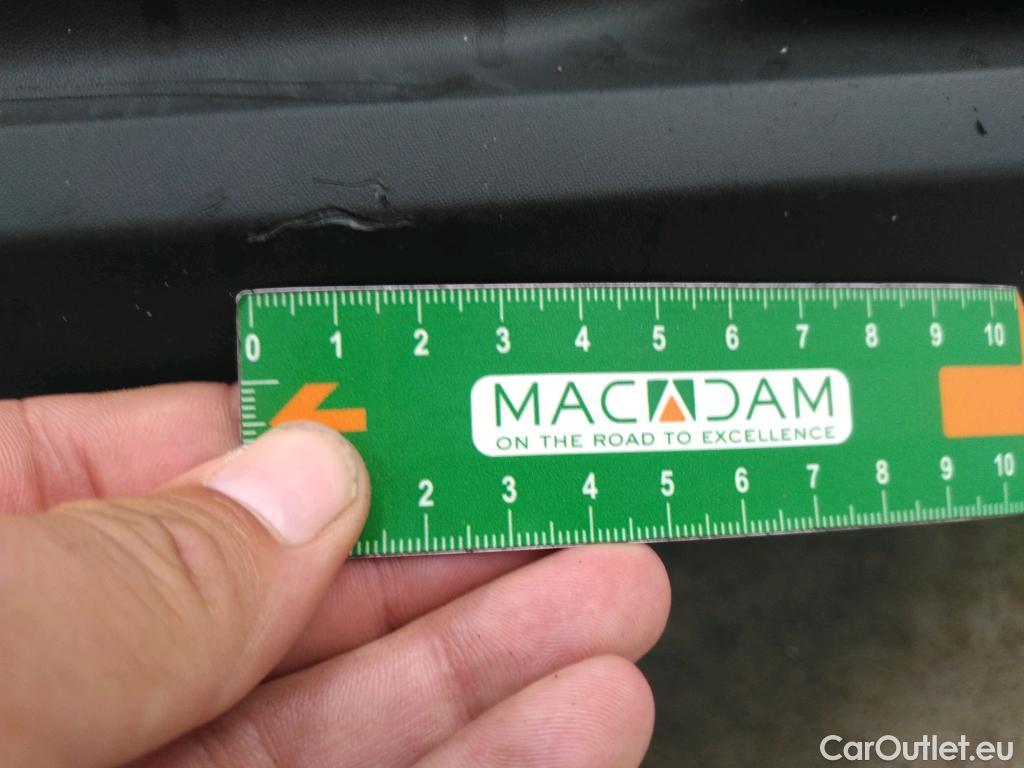 0 1 2 3 4 5 6 7 8 9 10
MACADAM
ON THE ROAD TO EXCELLENCE
2 3 4 5 6 7 8 9 10
CarOutlet.eu